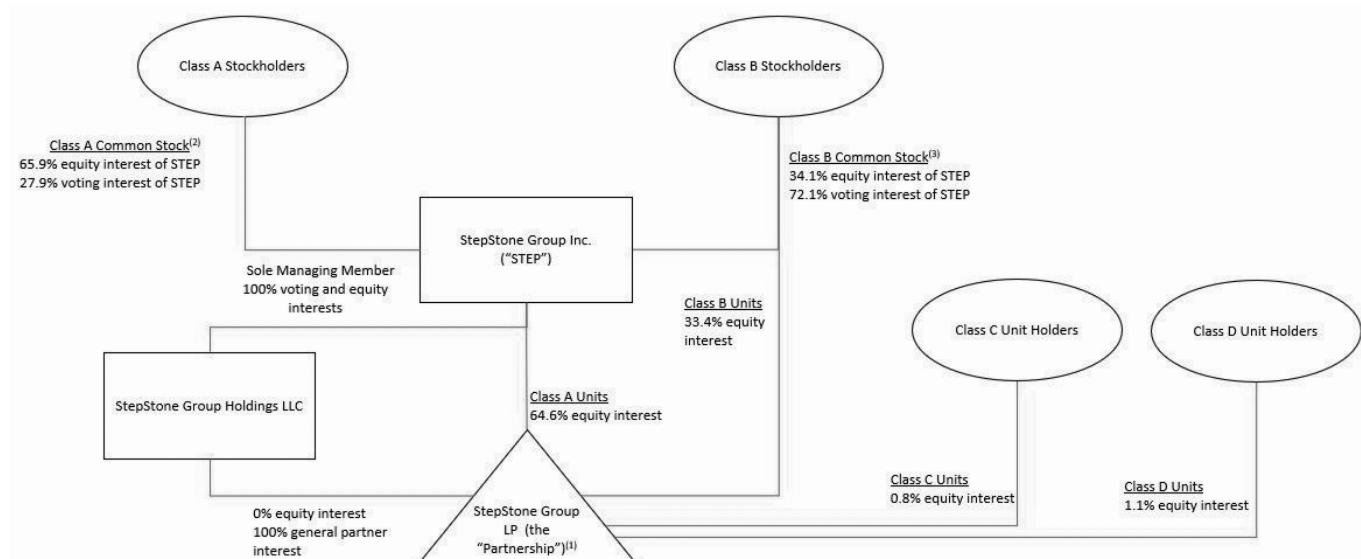 Class A Stockholders
Class B Stockholders
Class A Common Stock(2)
65.9% equity interest of STEP
27.9% voting interest of STEP
Class B Common Stock(3)
34.1% equity interest of STEP
72.1% voting interest of STEP
StepStone Group Inc.
(“STEP”)
Sole Managing Member
100% voting and equity
interests
Class B Units
33.4% equity
interest
Class C Unit Holders
Class D Unit Holders
StepStone Group Holdings LLC
Class A Units
64.6% equity interest
Class C Units
0.8% equity interest
Class D Units
1.1% equity interest
0% equity interest
100% general partner
interest
StepStone Group
LP (the
“Partnership”)(1)